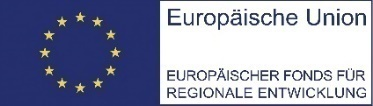 Europäische Union
EUROPÄISCHER FONDS FÜR
REGIONALE ENTWICKLUNG